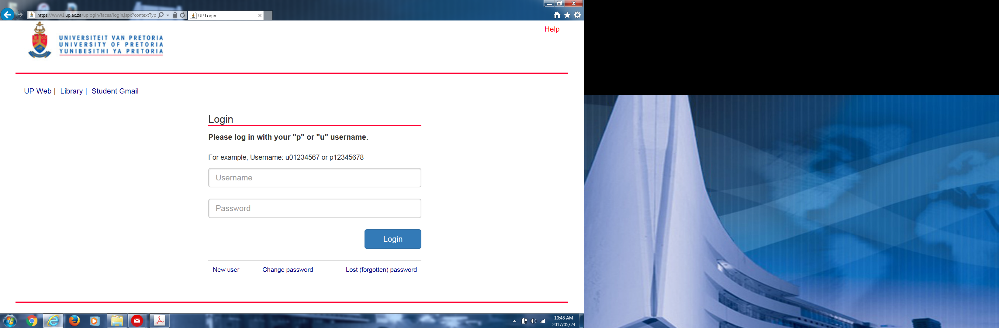 https://www1.up.ac.za/uplogin/faces/login.jspx?contextTyp
UP Login
Help
UNIVERSITEIT VAN PRETORIA
UNIVERSITY OF PRETORIA
YUNIBESITHI YA PRETORIA
UP Web | Library | Student Gmail
Login
Please log in with your "p" or "u" username.
For example, Username: u01234567 or p12345678
Username
Password
Login
New user Change password Lost (forgotten) password
10:48 AM
2017/05/24